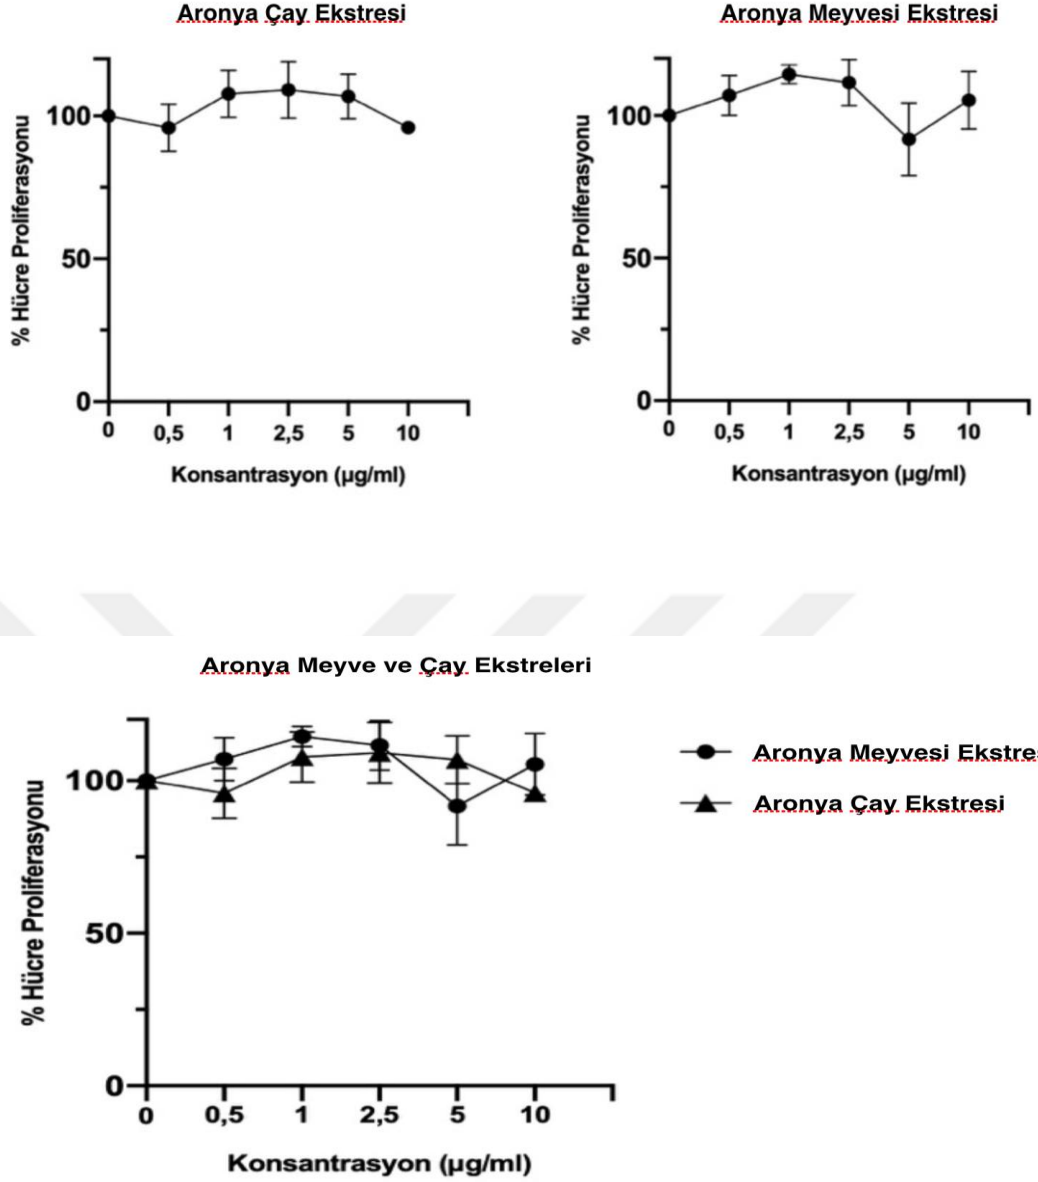 Aronya Çay Ekstresi
% Hücre Proliferasyonu
100
50
0
0 0,5 1 2,5 5 10
Konsantrasyon (µg/ml)
Aronya Meyvesi Ekstresi
% Hücre Proliferasyonu
100
50
0
0 0,5 1 2,5 5 10
Konsantrasyon (µg/ml)
Aronya Meyve ve Çay Ekstreleri
% Hücre Proliferasyonu
100
50
0
0 0,5 1 2,5 5 10
Konsantrasyon (µg/ml)
Aronya Meyvesi Ekstres
Aronya Çay Ekstresi